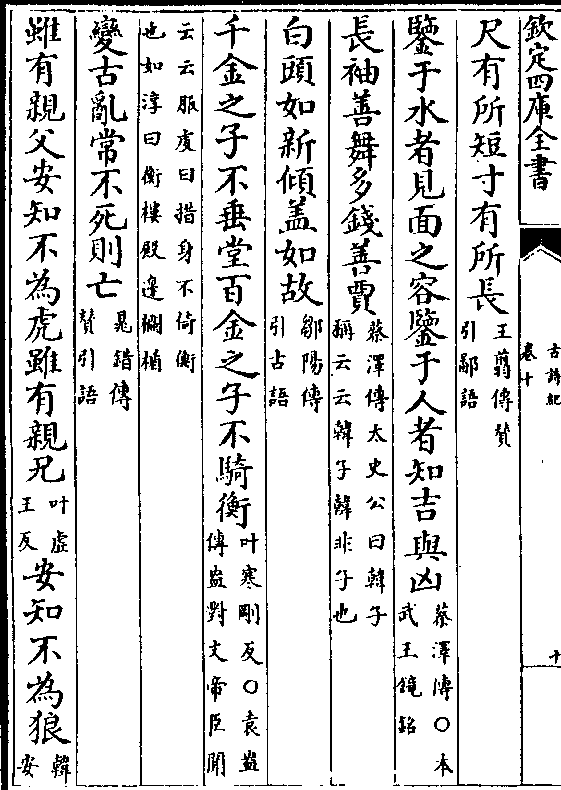 欽定四庫全書
古詩紀
卷十
十
尺有所短寸有所長王翦傳贊引鄙語
鑒于水者見面之容鑒于人者知吉與凶蔡澤傳○本武王鏡銘
長袖善舞多錢善賈蔡澤傳太史公曰韓子稱云云韓子韓非子也
白頭如新傾盖如故鄒陽傳引古語
千金之子不垂堂百金之子不騎衡叶寒剛反○袁盎傳盎對文帝臣聞
云云服虔曰揩身不倚衡也如淳曰衡樓殿邊欄楯
變古亂常不死則亡晁錯傳贊引語
雖有親父安知不為虎雖有親兄叶虛王反安知不為狼韓安